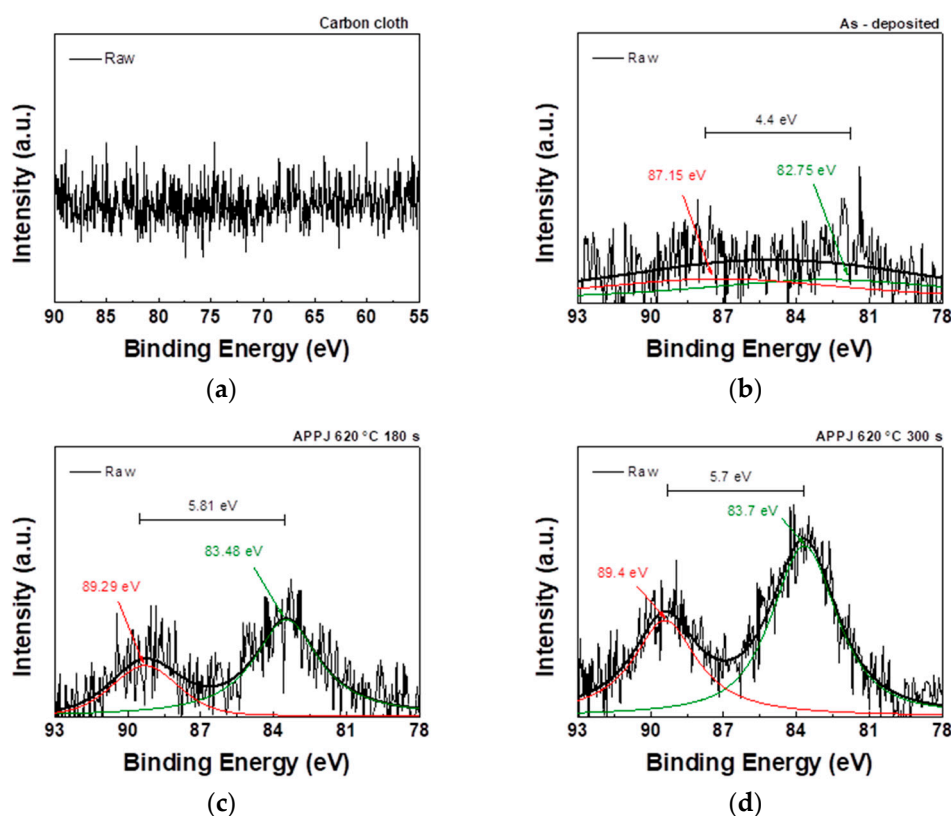 Carbon cloth
Raw
Intensity (a.u.)
90 85 80 75 70 65 60 55
Binding Energy (eV)
(a)
As - deposited
Raw
4.4 eV
87.15 eV
82.75 eV
Intensity (a.u.)
93 90 87 84 81 78
Binding Energy (eV)
(b)
APPJ 620 °C 180 s
Raw
5.81 eV
83.48 eV
89.29 eV
Intensity (a.u.)
93 90 87 84 81 78
Binding Energy (eV)
(c)
APPJ 620 °C 300 s
Raw
5.7 eV
83.7 eV
89.4 eV
Intensity (a.u.)
93 90 87 84 81 78
Binding Energy (eV)
(d)